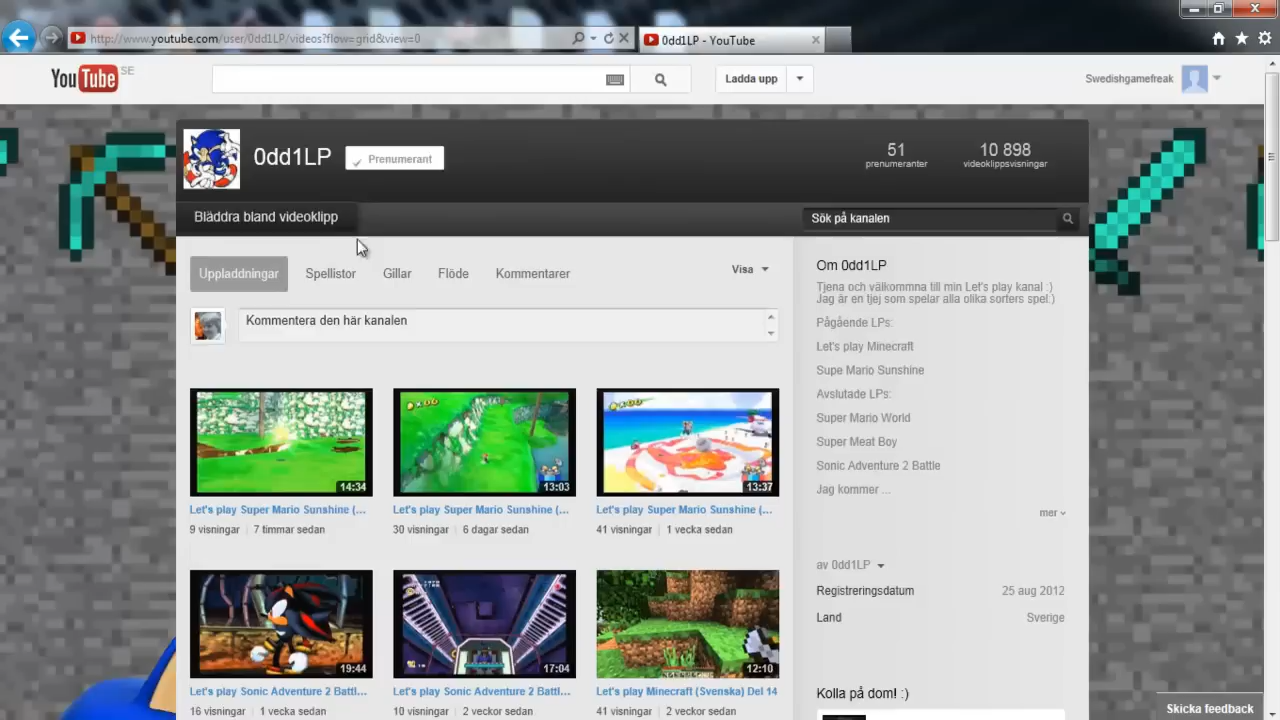 http://www.youtube.com/user/0dd1LP/videos?flow=grid&view=0
0dd1LP - YouTube
YouTube SE
Ladda upp
Swedishgamefreak
0dd1LP
Prenumerant
51
prenumeranter
10 898
videoklippsvisningar
Bläddra bland videoklipp
Sök på kanalen
Uppladdningar
Spellistor
Gillar
Flöde
Kommentarer
Visa
Kommentera den här kanalen
14:34
13:03
13:37
Let's play Super Mario Sunshine (...
Let's play Super Mario Sunshine (...
Let's play Super Mario Sunshine (...
9 visningar
7 timmar sedan
30 visningar
6 dagar sedan
41 visningar
1 vecka sedan
19:44
17:04
12:10
Let's play Sonic Adventure 2 Battl...
Let's play Sonic Adventure 2 Battl...
Let's play Minecraft (Svenska) Del 14
16 visningar
1 vecka sedan
10 visningar
2 veckor sedan
41 visningar
2 veckor sedan
Om 0dd1LP
Tjena och välkommna till min Let's play kanal :)
Jag är en tjej som spelar alla olika sorters spel.)
Pågående LPs:
Let's play Minecraft
Supe Mario Sunshine
Avslutade LPs:
Super Mario World
Super Meat Boy
Sonic Adventure 2 Battle
Jag kommer ...
mer
av 0dd1LP
Registreringsdatum
25 aug 2012
Land
Sverige
Kolla på dom! :)
Skicka feedback